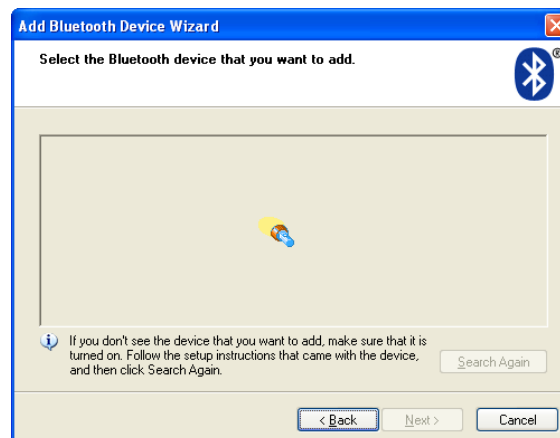 Add Bluetooth Device Wizard
Select the Bluetooth device that you want to add.
®
If you don't see the device that you want to add, make sure that it is
turned on. Follow the setup instructions that came with the device,
and then click Search Again.
Search Again
< Back
Next >
Cancel